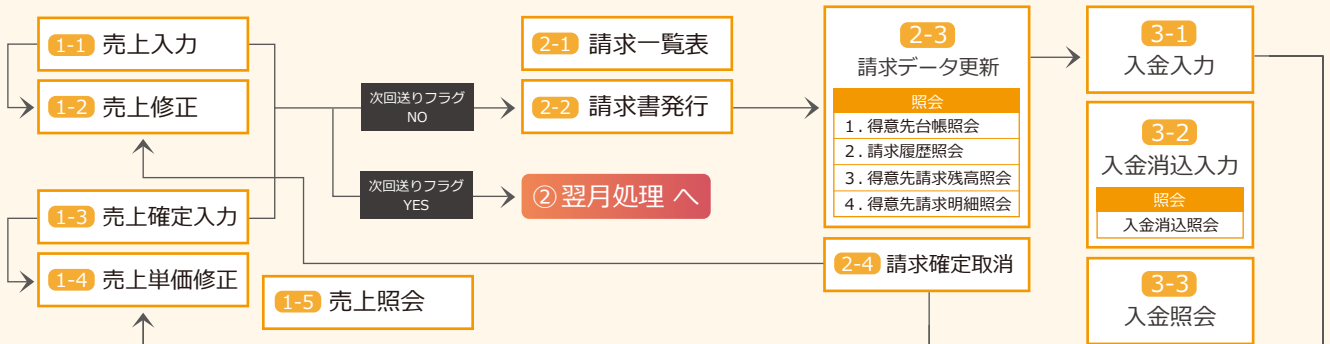 1-1 売上入力
1-2 売上修正
1-3 売上確定入力
1-4 売上単価修正
1-5 売上照会
次回送りフラグ
NO
次回送りフラグ
YES
2-1 請求一覧表
2-2 請求書発行
②翌月処理 へ
2-3
請求データ更新
照会
1．得意先台帳照会
2．請求履歴照会
3．得意先請求残高照会
4．得意先請求明細照会
2-4 請求確定取消
3-1
入金入力
3-2
入金消込入力
照会
入金消込照会
3-3
入金照会